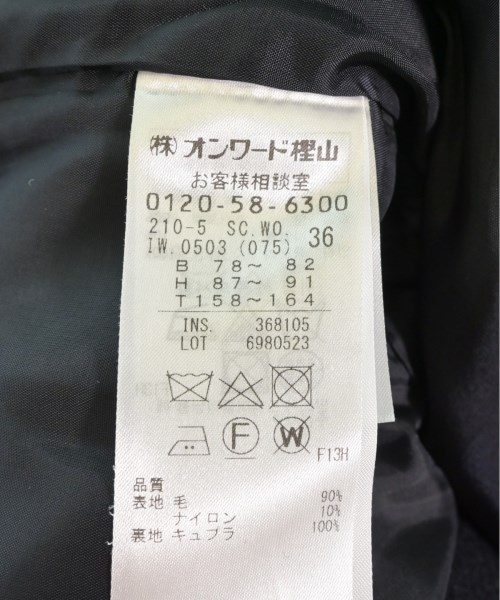 (株)オンワード樫山
お客様相談室
0120-58-6300
210-5 SC.WO.
IW.0503 (075) 36
B 78~ 82
H 87~ 91
T 158~164
INS. 368105
LOT 6980523
F W
F13H
品質
表地 毛 90%
ナイロン 10%
裏地 キュプラ 100%